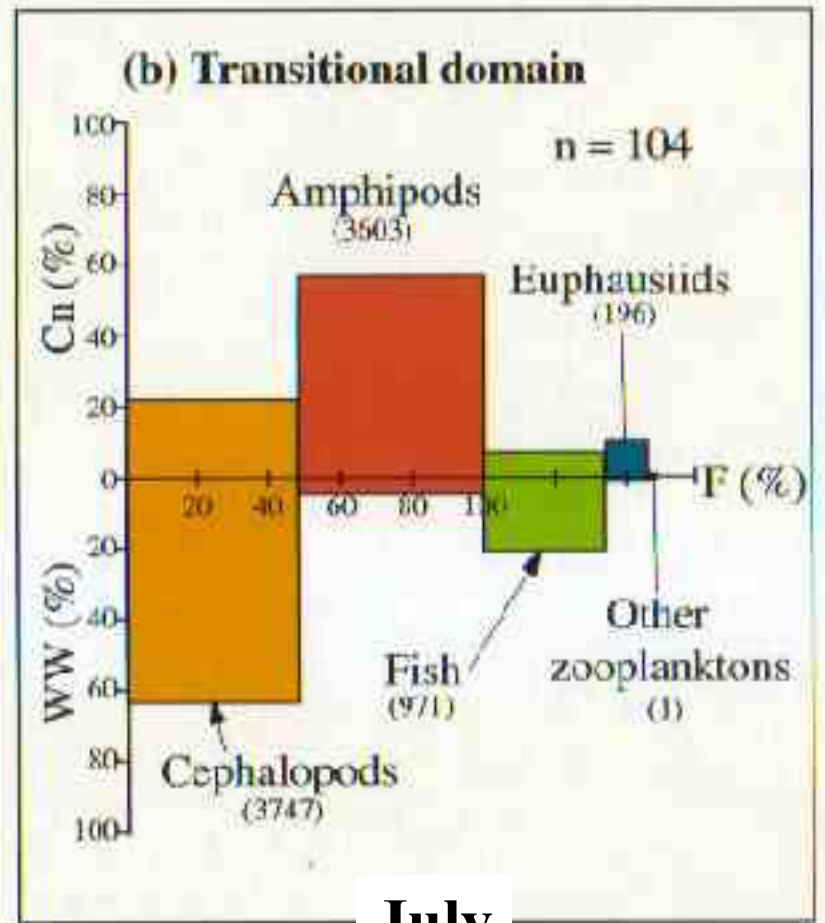 (b) Transitional domain
n = 104
100
80
60
40
20
0
20
40
60
80
100
Cn (%)
WW (%)
20 40 60 80 100
F (%)
Amphipods
(3603)
Euphausiids
(196)
Fish
(971)
Other
zooplanktons
(1)
Cephalopods
(3747)
July